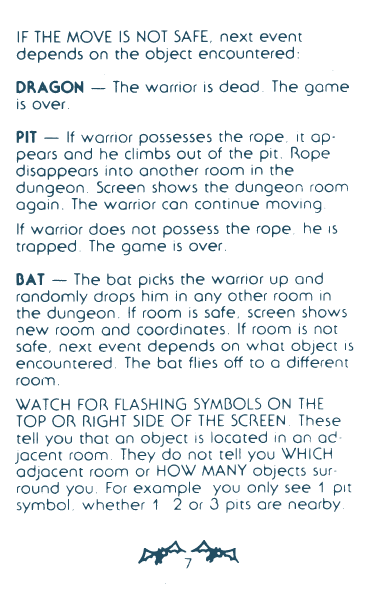 IF THE MOVE IS NOT SAFE, next event
depends on the object encountered:
DRAGON — The warrior is dead. The game
is over.
PIT — If warrior possesses the rope, it ap-
pears and he climbs out of the pit. Rope
disappears into another room in the
dungeon. Screen shows the dungeon room
again. The warrior can continue moving.
If warrior does not possess the rope, he is
trapped. The game is over.
BAT — The bat picks the warrior up and
randomly drops him in any other room in
the dungeon. If room is safe, screen shows
new room and coordinates. If room is not
safe, next event depends on what object is
encountered. The bat flies off to a different
room.
WATCH FOR FLASHING SYMBOLS ON THE
TOP OR RIGHT SIDE OF THE SCREEN. These
tell you that an object is located in an ad-
jacent room. They do not tell you WHICH
adjacent room or HOW MANY objects sur-
round you. For example you only see 1 pit
symbol, whether 1 2 or 3 pits are nearby.
7